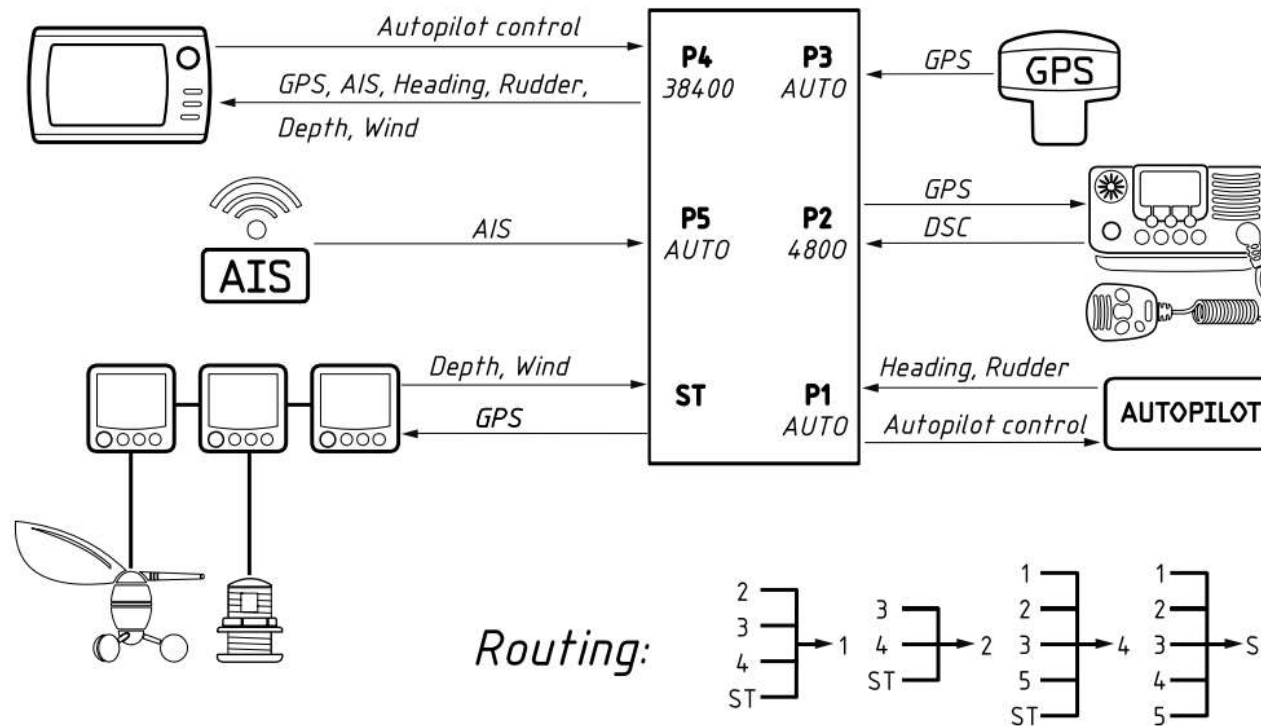 Autopilot control
GPS, AIS, Heading, Rudder,
Depth, Wind
P4
38400
P3
AUTO
GPS
GPS
AIS
AIS
P5
AUTO
P2
4800
GPS
DSC
Depth, Wind
GPS
ST
P1
AUTO
Heading, Rudder
Autopilot control
AUTOPILOT
Routing:
2
3
4
ST
1
3
4
ST
2
1
2
3
5
ST
4
1
2
3
4
5
S